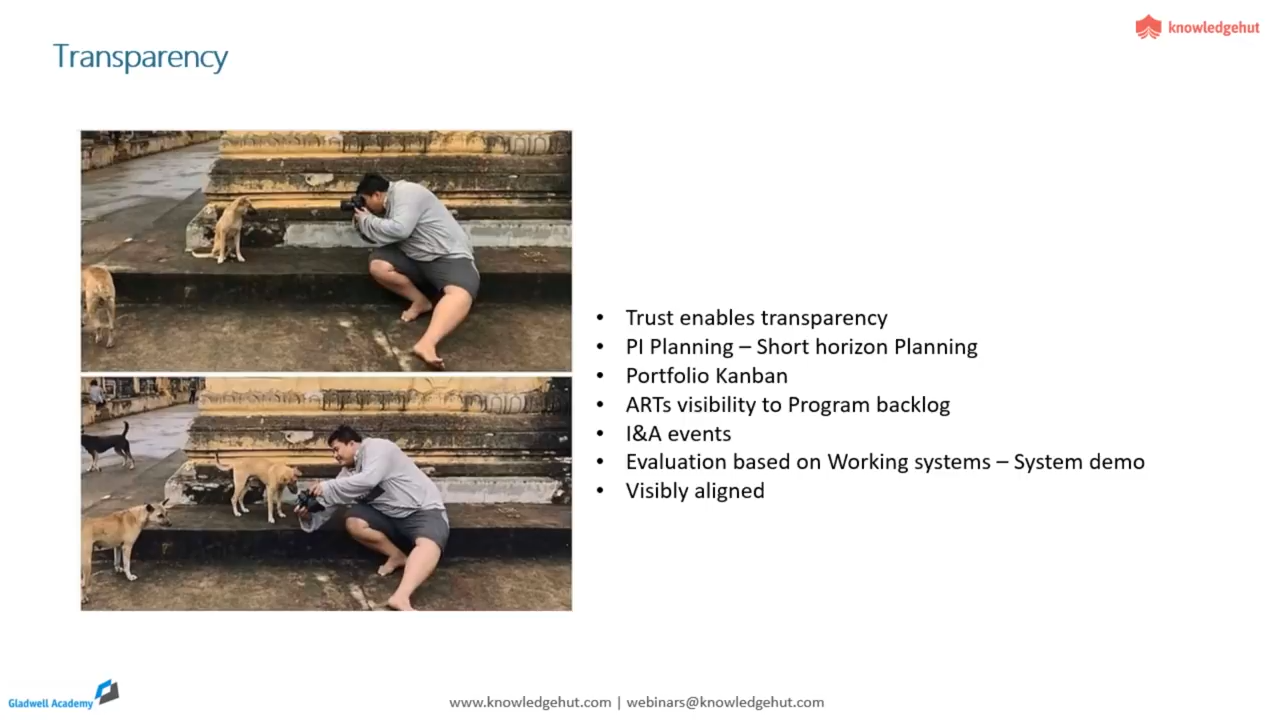 knowledgehut
Transparency
• Trust enables transparency
• PI Planning – Short horizon Planning
• Portfolio Kanban
• ARTs visibility to Program backlog
• I&A events
• Evaluation based on Working systems – System demo
• Visibly aligned
Gladwell Academy
www.knowledgehut.com | webinars@knowledgehut.com